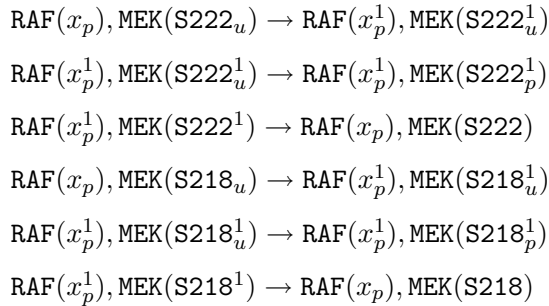 RAF(x_p), MEK(S222_u) → RAF(x_p^1), MEK(S222_u^1)
RAF(x_p^1), MEK(S222_u^1) → RAF(x_p^1), MEK(S222_p^1)
RAF(x_p^1), MEK(S222^1) → RAF(x_p), MEK(S222)
RAF(x_p), MEK(S218_u) → RAF(x_p^1), MEK(S218_u^1)
RAF(x_p^1), MEK(S218_u^1) → RAF(x_p^1), MEK(S218_p^1)
RAF(x_p^1), MEK(S218^1) → RAF(x_p), MEK(S218)